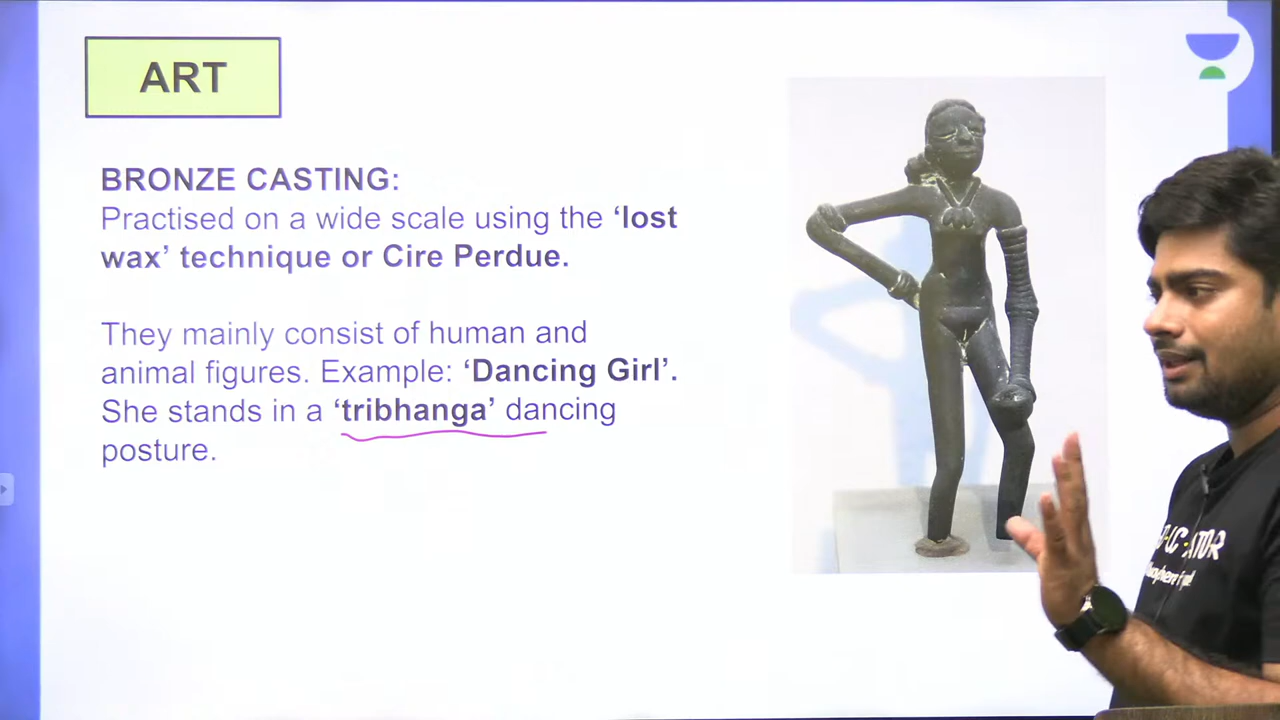 ART
BRONZE CASTING:
Practised on a wide scale using the ‘lost
wax’ technique or Cire Perdue.
They mainly consist of human and
animal figures. Example: ‘Dancing Girl’.
She stands in a ‘tribhanga’ dancing
posture.